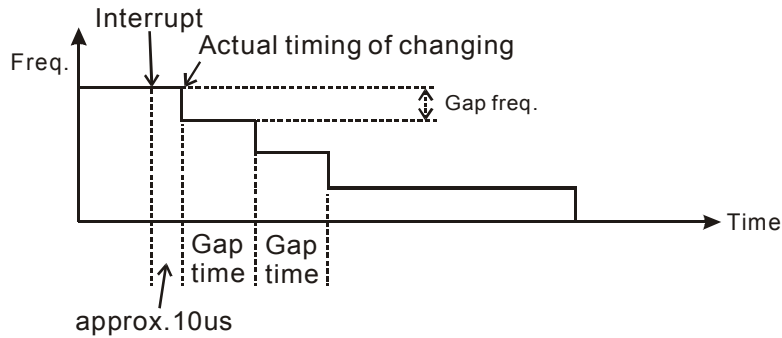 Interrupt
Actual timing of changing
Freq.
Gap freq.
Time
Gap
time
Gap
time
approx.10us